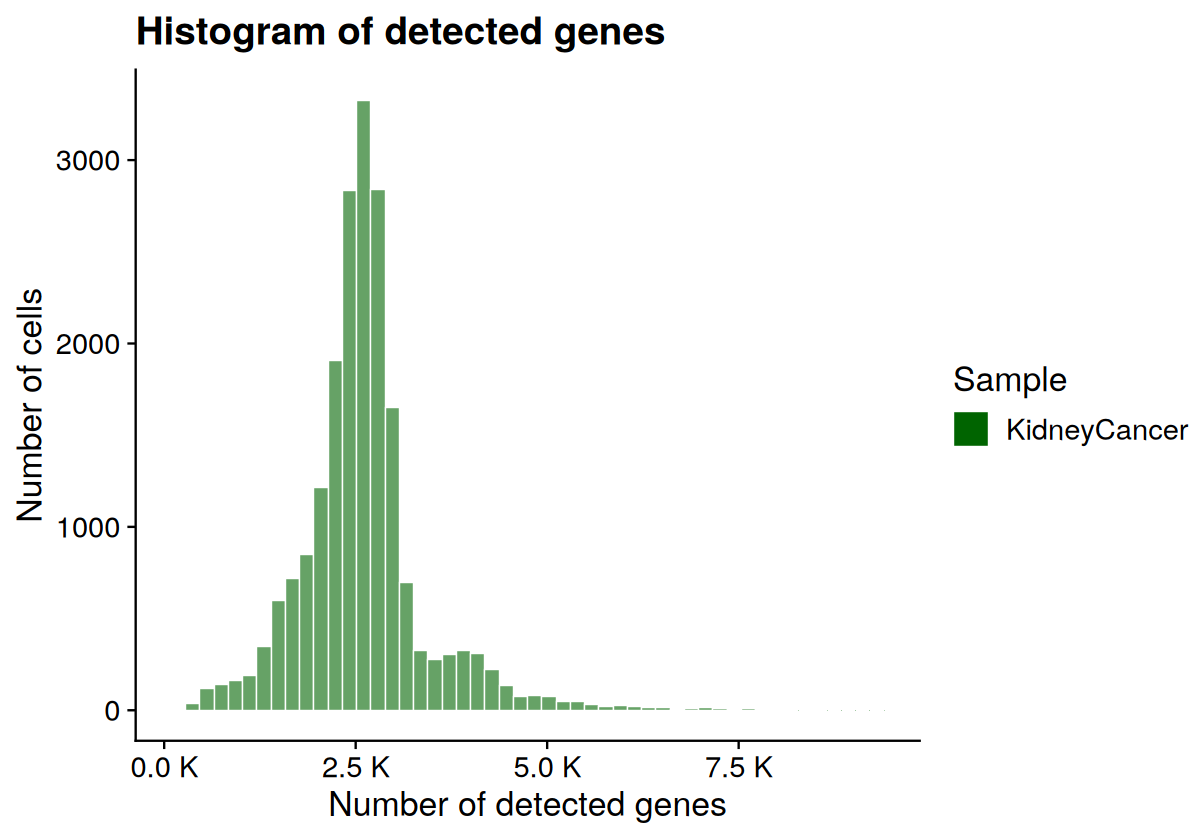 Histogram of detected genes
Number of cells
3000
2000
1000
0
0.0 K 2.5 K 5.0 K 7.5 K
Number of detected genes
Sample
KidneyCancer